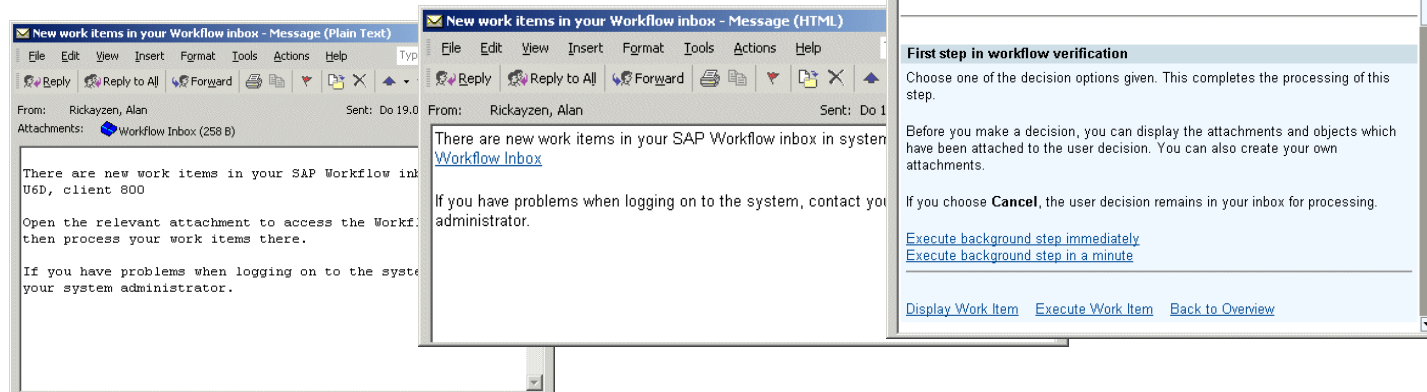 New work items in your Workflow inbox - Message (Plain Text)
File Edit View Insert Format Tools Actions Help
Reply Reply to All Forward
From: Rickayzen, Alan Sent: Do 19.0
Attachments: Workflow Inbox (258 B)
There are new work items in your SAP Workflow
U6D, client 800
Open the relevant attachment to access the
then process your work items there.
If you have problems when logging on to the
your system administrator.
New work items in your Workflow inbox - Message (HTML)
File Edit View Insert Format Tools Actions Help
Reply Reply to All Forward
From: Rickayzen, Alan Sent: Do
There are new work items in your SAP Workflow inbox in system
Workflow Inbox
If you have problems when logging on to the system, contact
administrator.
First step in workflow verification
Choose one of the decision options given. This completes the processing of this
step.
Before you make a decision, you can display the attachments and objects which
have been attached to the user decision. You can also create your own
attachments.
If you choose Cancel, the user decision remains in your inbox for processing.
Execute background step immediately
Execute background step in a minute
Display Work Item Execute Work Item Back to Overview